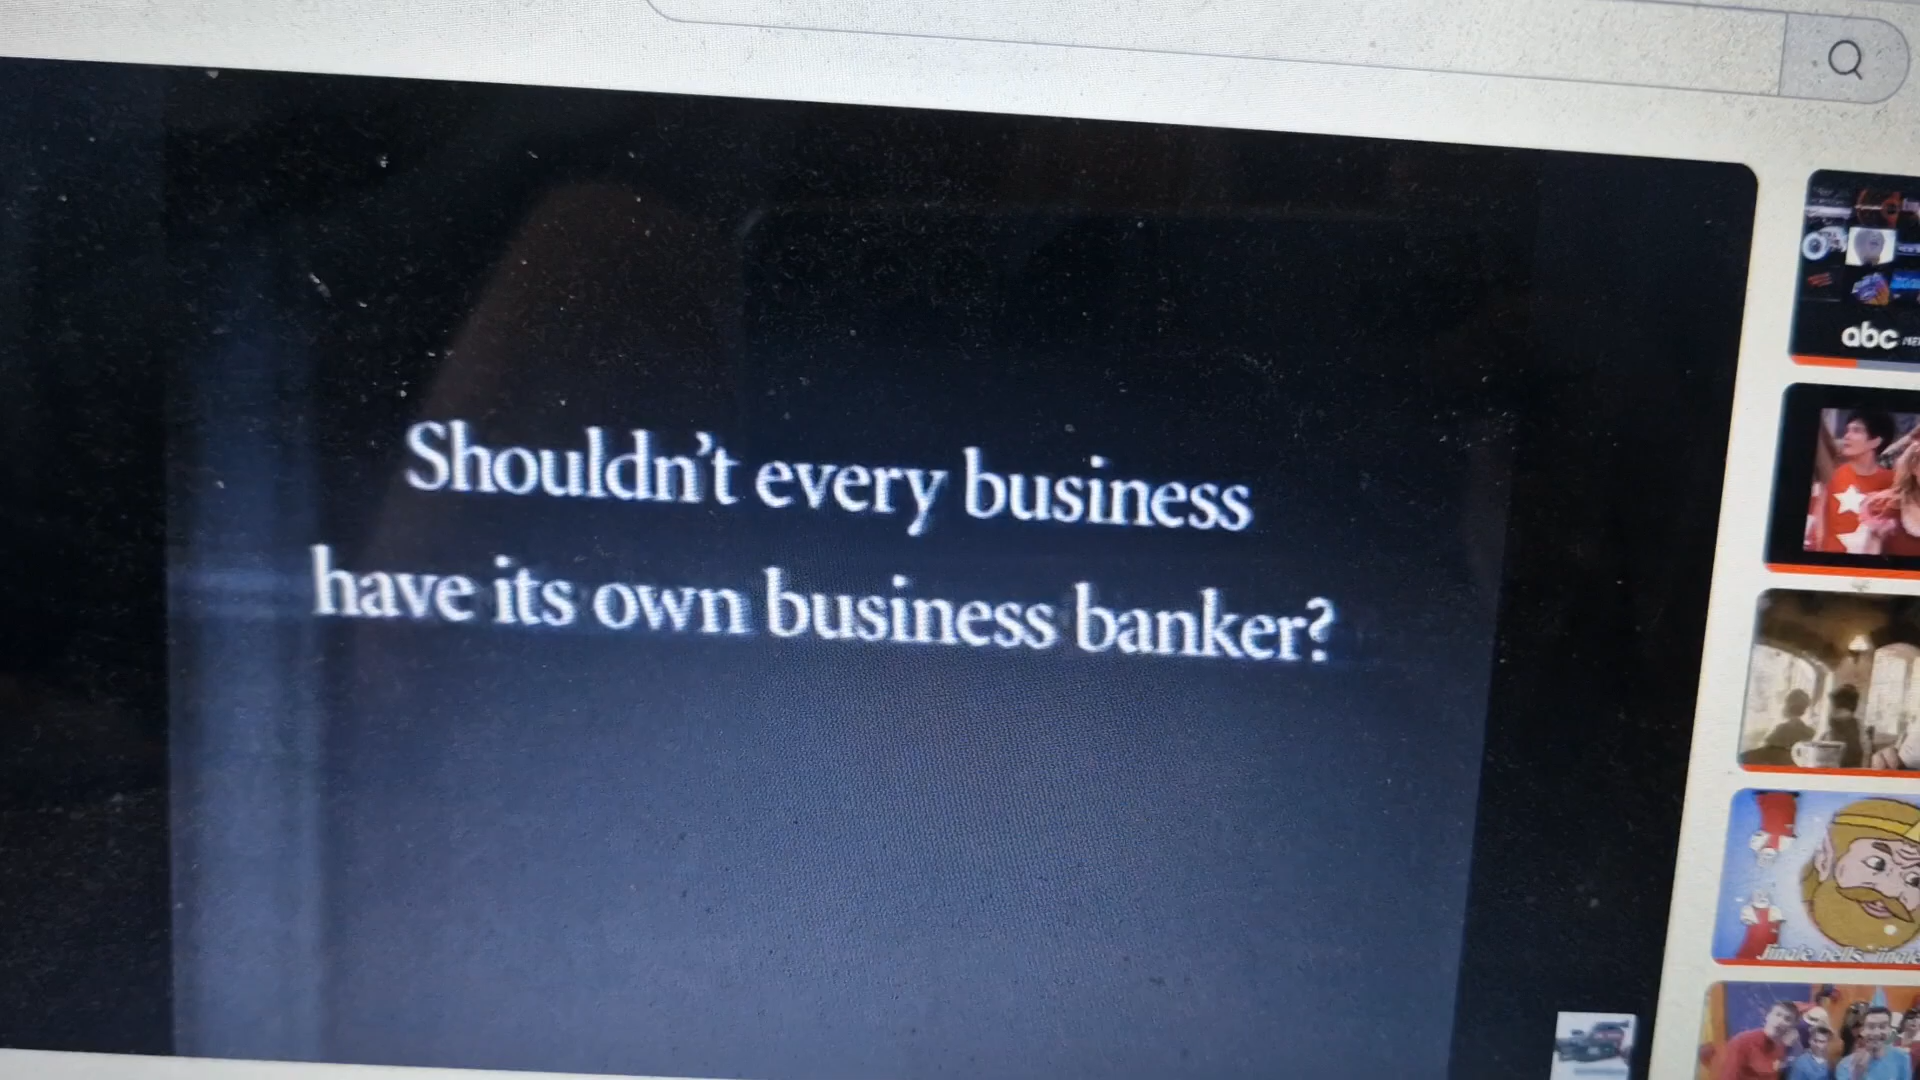 Shouldn't every business
have its own business banker?
abc